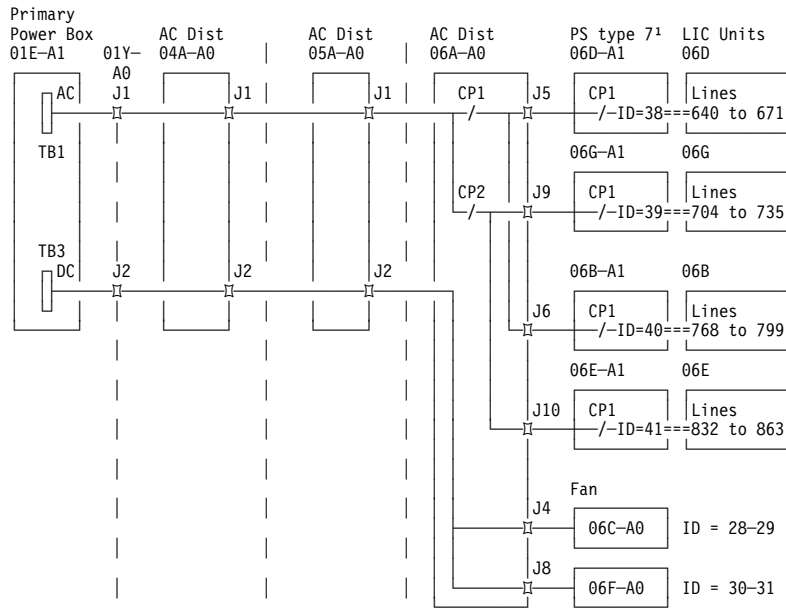 Primary
Power Box AC Dist AC Dist AC Dist PS type 7¹ LIC Units
01E—A1 01Y— 04A—A0 05A—A0 06A—A0 06D—A1 06D
A0
AC J1 J1 J1 CP1 J5 CP1 Lines
ID=38===640 to 671
TB1
06G—A1 06G
CP2 J9 CP1 Lines
ID=39===704 to 735
TB3
DC J2 J2 J2 06B—A1 06B
J6 CP1 Lines
ID=40===768 to 799
06E—A1 06E
J10 CP1 Lines
ID=41===832 to 863
Fan
J4
06C—A0 ID = 28—29
J8
06F—A0 ID = 30—31